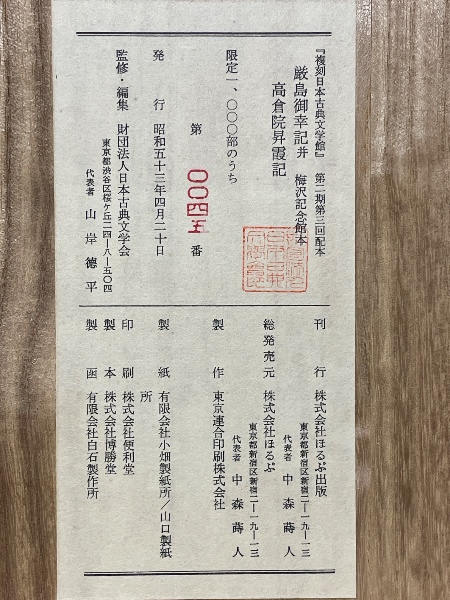 『複刻日本古典文学館』 第二期第三回配本
厳島御幸記并 梅沢記念館本
高倉院昇霞記
限定一、〇〇〇部のうち
第 〇〇四五 番
発行 昭和五十三年四月二十日
監修・編集 財団法人日本古典文学会
東京都渋谷区桜ヶ丘二四―八―五〇四
代表者 山岸徳平
刊行 株式会社ほるぷ出版
東京都新宿区新宿二―一九―一三
代表者 中森蒔人
総発売元 株式会社ほるぷ
東京都新宿区新宿二―一九―一三
代表者 中森蒔人
製作 東京連合印刷株式会社
製紙 有限会社小畑製紙所/山口製紙
所
印刷 株式会社便利堂
製本 株式会社博勝堂
製函 有限会社白石製作所